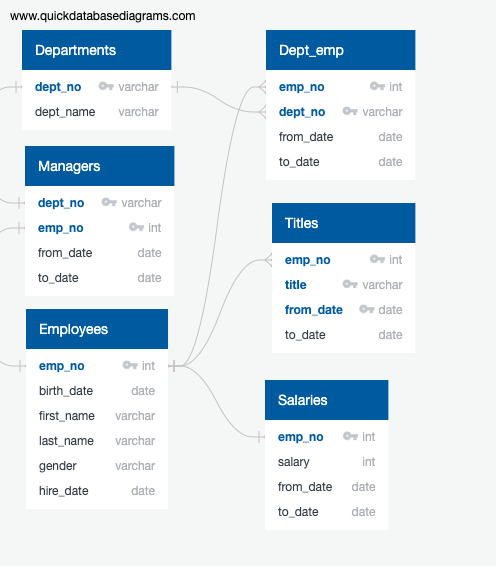 www.quickdatabasediagrams.com
Departments
dept_no varchar
dept_name varchar
Managers
dept_no varchar
emp_no int
from_date date
to_date date
Employees
emp_no int
birth_date date
first_name varchar
last_name varchar
gender varchar
hire_date date
Dept_emp
emp_no int
dept_no varchar
from_date date
to_date date
Titles
emp_no int
title varchar
from_date date
to_date date
Salaries
emp_no int
salary int
from_date date
to_date date